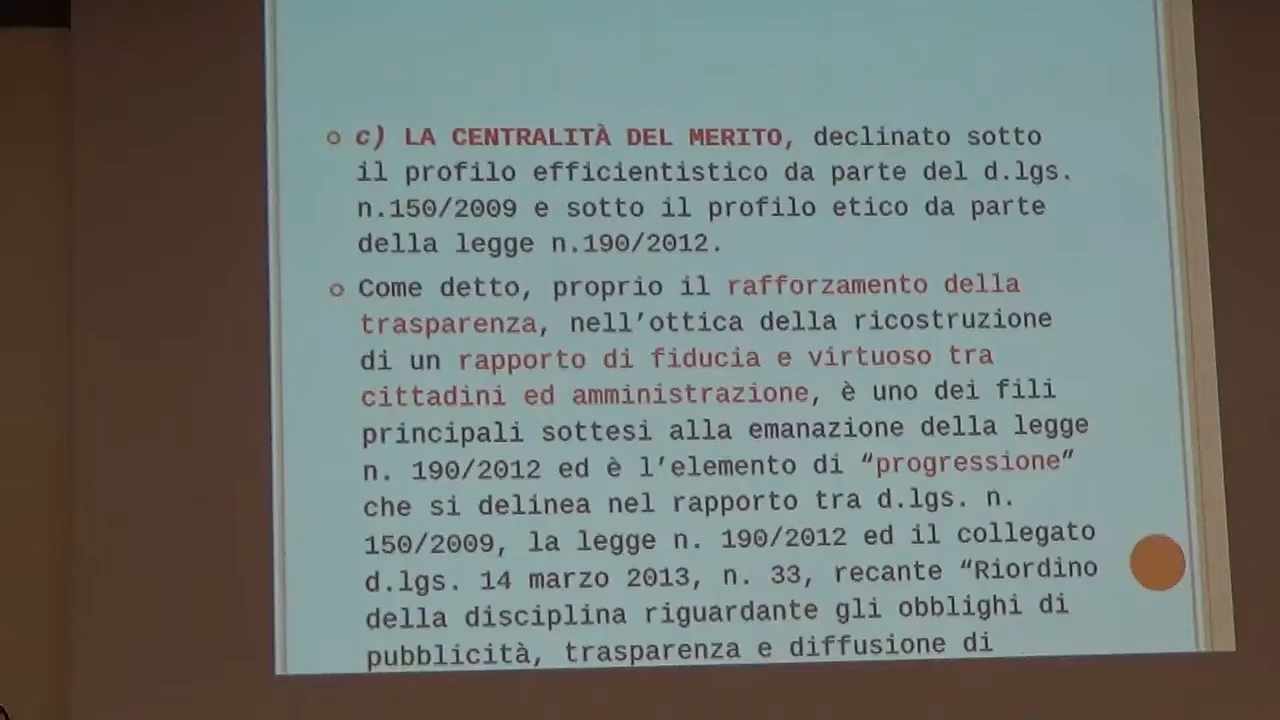 c) LA CENTRALITÀ DEL MERITO, declinato sotto
il profilo efficientistico da parte del d.lgs.
n.150/2009 e sotto il profilo etico da parte
della legge n.190/2012.
Come detto, proprio il rafforzamento della
trasparenza, nell'ottica della ricostruzione
di un rapporto di fiducia e virtuoso tra
cittadini ed amministrazione, è uno dei fili
principali sottesi alla emanazione della legge
n. 190/2012 ed è l'elemento di “progressione”
che si delinea nel rapporto tra d.lgs. n.
150/2009, la legge n. 190/2012 ed il collegato
d.lgs. 14 marzo 2013, n. 33, recante “Riordino
della disciplina riguardante gli obblighi di
pubblicità, trasparenza e diffusione di